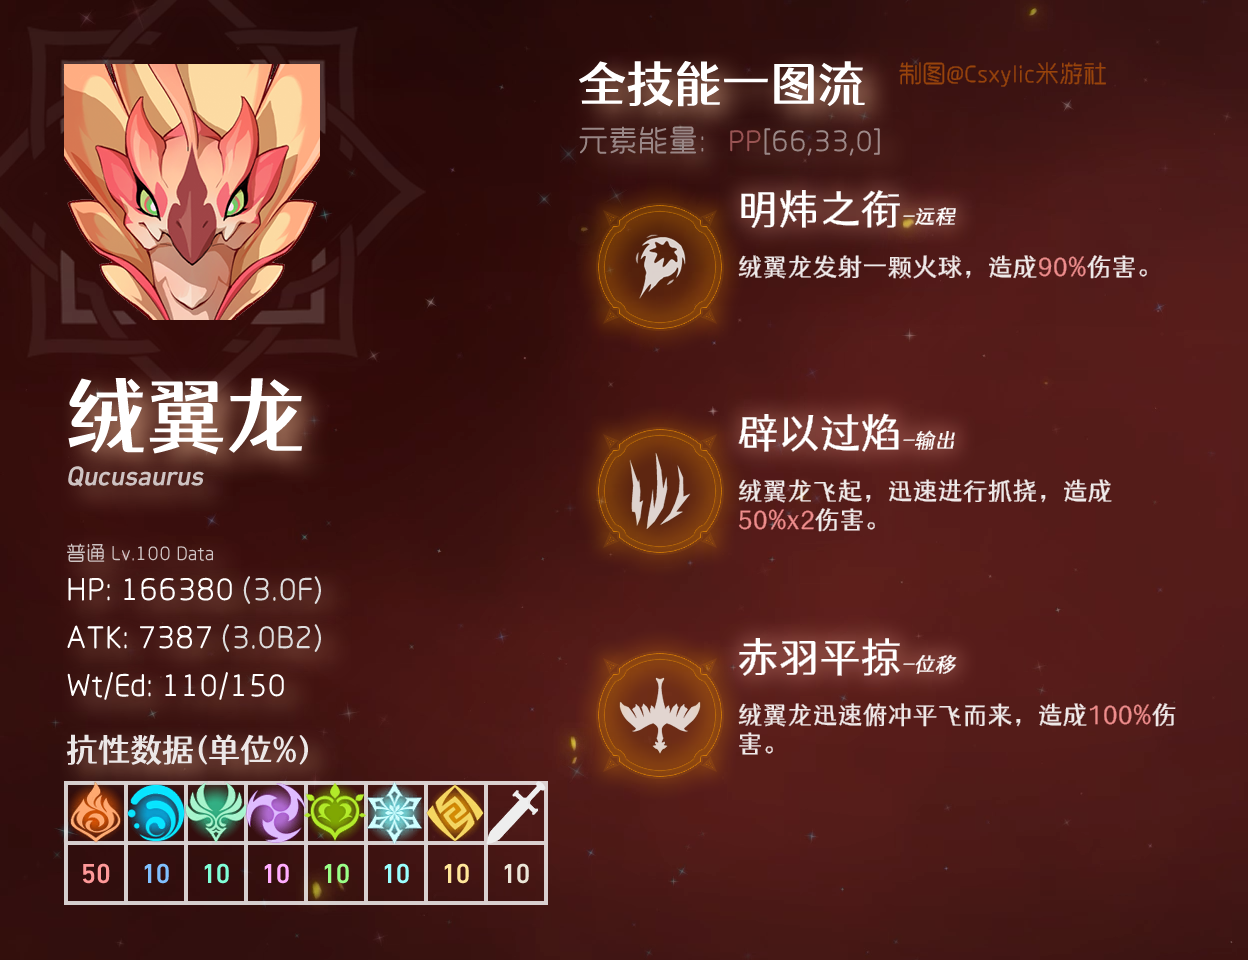 全技能一图流
制图@Csxylic米游社
元素能量： PP[66,33,0]
明炜之衔-远程
绒翼龙发射一颗火球，造成90%伤害。
绒翼龙
Qucusaurus
辟以过焰-输出
绒翼龙飞起，迅速进行抓挠，造成
50%x2伤害。
普通 Lv.100 Data
HP: 166380 (3.0F)
ATK: 7387 (3.0B2)
Wt/Ed: 110/150
赤羽平掠-位移
绒翼龙迅速俯冲平飞而来，造成100%伤
害。
抗性数据(单位%)
50 10 10 10 10 10 10 10